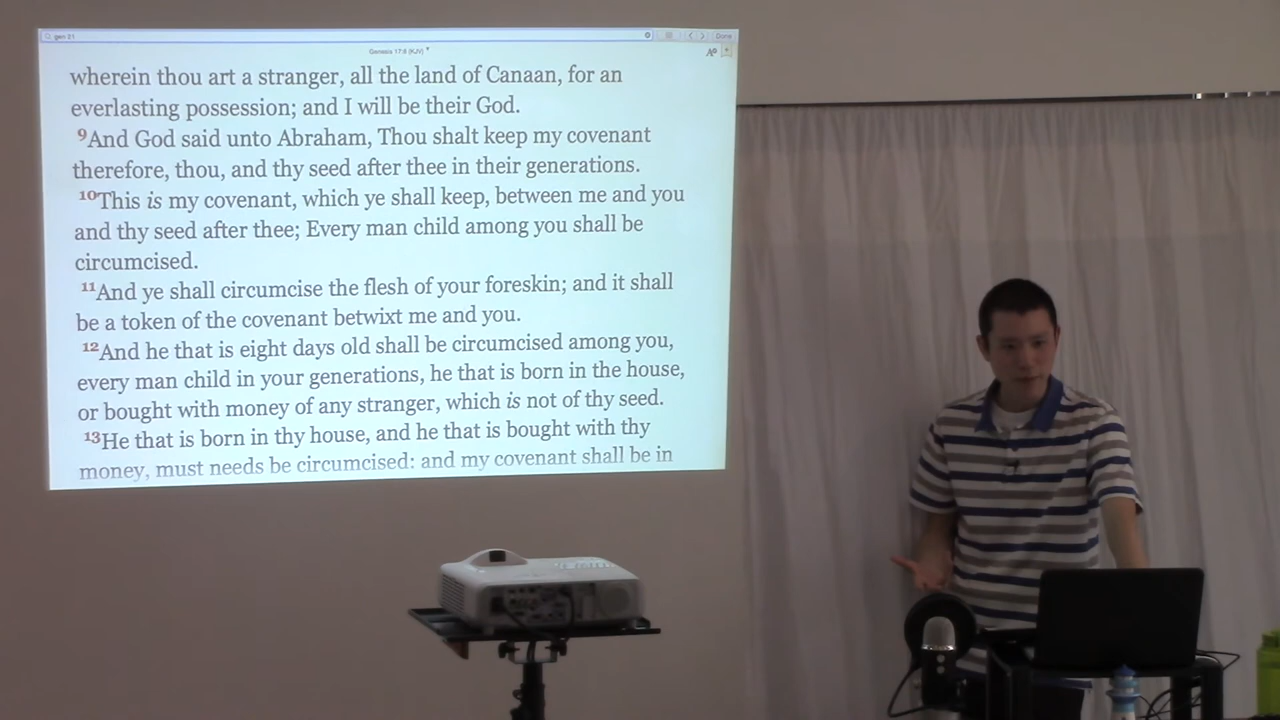 gen 21
Done
Genesis 17:8 (KJV)
wherein thou art a stranger, all the land of Canaan, for an
everlasting possession; and I will be their God.
9And God said unto Abraham, Thou shalt keep my covenant
therefore, thou, and thy seed after thee in their generations.
10This is my covenant, which ye shall keep, between me and you
and thy seed after thee; Every man child among you shall be
circumcised.
11And ye shall circumcise the flesh of your foreskin; and it shall
be a token of the covenant betwixt me and you.
12And he that is eight days old shall be circumcised among you,
every man child in your generations, he that is born in the house,
or bought with money of any stranger, which is not of thy seed.
13He that is born in thy house, and he that is bought with thy
money, must needs be circumcised: and my covenant shall be in